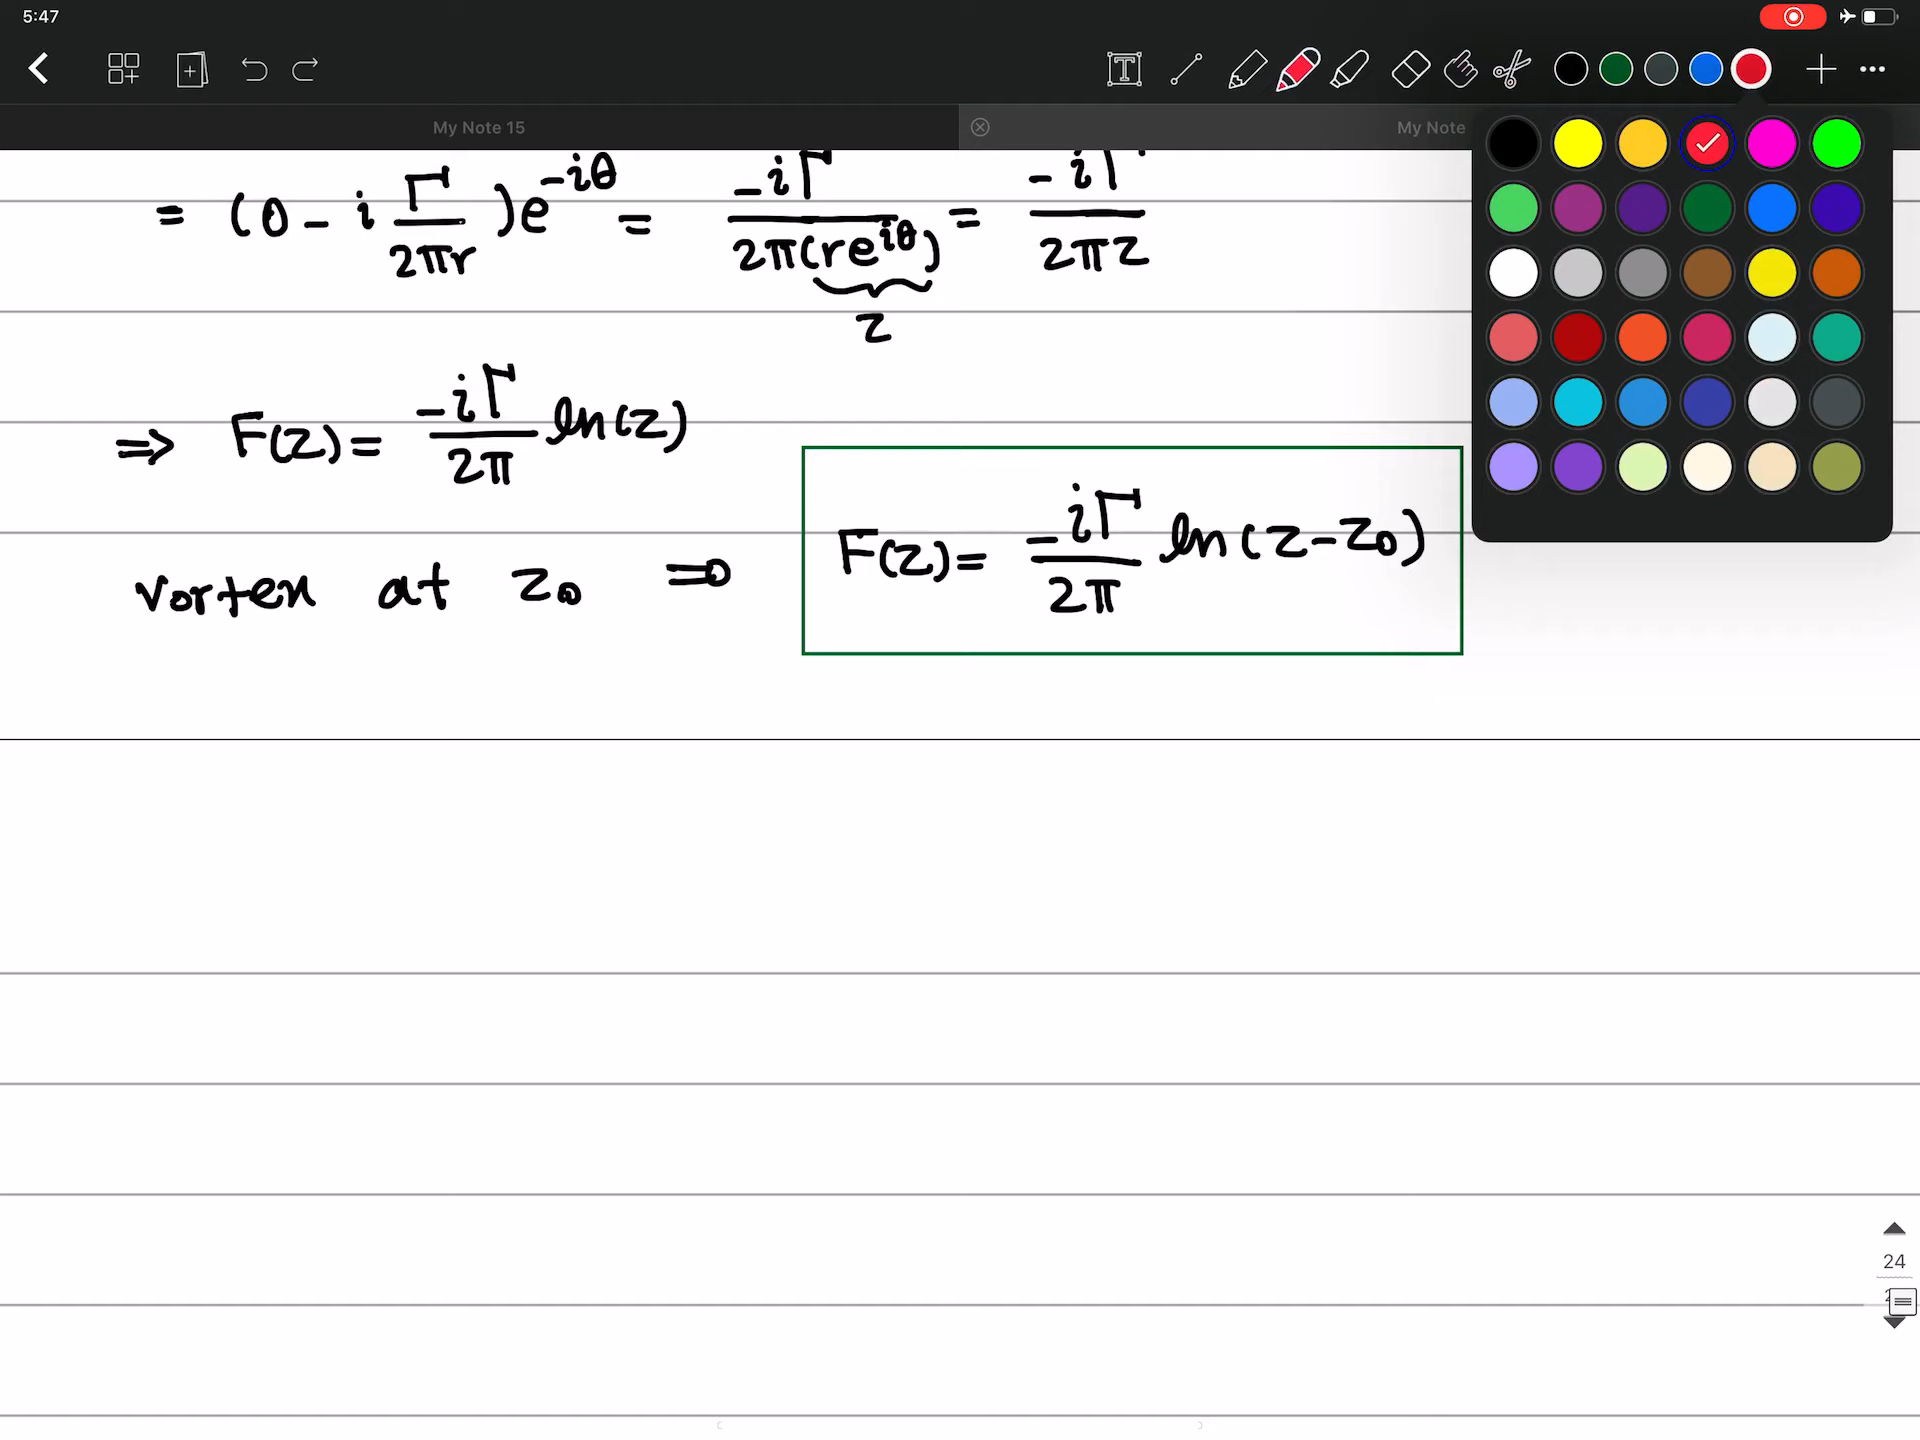 5:47
My Note 15
My Note
= (0 - i Γ/2πr) e^-iθ = -iΓ/2π(re^iθ) = -iΓ/2πz
z
⇒ F(z) = -iΓ/2π ln(z)
vortex at z₀ ⇒ F(z) = -iΓ/2π ln(z-z₀)
24